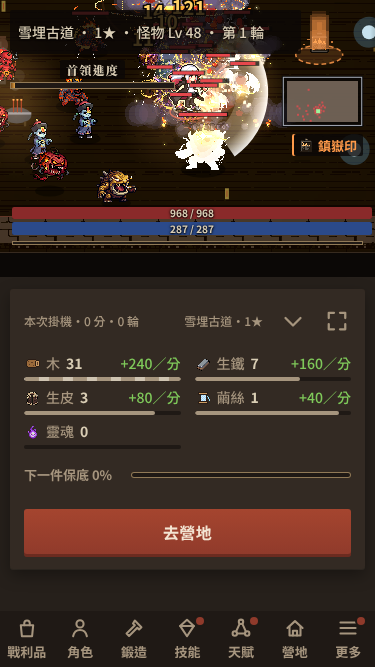 121
雪埋古道 · 1★ · 怪物 Lv 48 · 第 1 輪
首領進度
鎮嶽印
968 / 968
287 / 287
本次掛機 · 0 分 · 0 輪
雪埋古道 · 1★
木 31 +240／分
生鐵 7 +160／分
生皮 3 +80／分
繭絲 1 +40／分
靈魂 0
下一件保底 0%
去營地
戰利品
角色
鍛造
技能
天賦
營地
更多